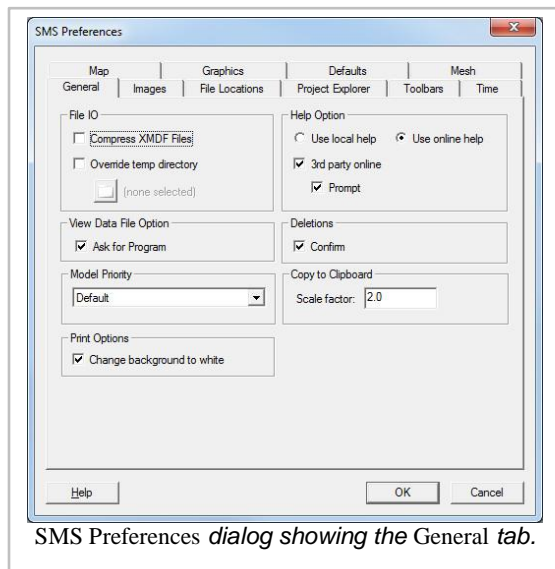 SMS Preferences
Map Graphics Defaults Mesh
General Images File Locations Project Explorer Toolbars Time
File IO
Compress XMDF Files
Override temp directory
(none selected)
View Data File Option
Ask for Program
Model Priority
Default
Print Options
Change background to white
Help Option
Use local help Use online help
3rd party online
Prompt
Deletions
Confirm
Copy to Clipboard
Scale factor: 2.0
Help OK Cancel
SMS Preferences dialog showing the General tab.